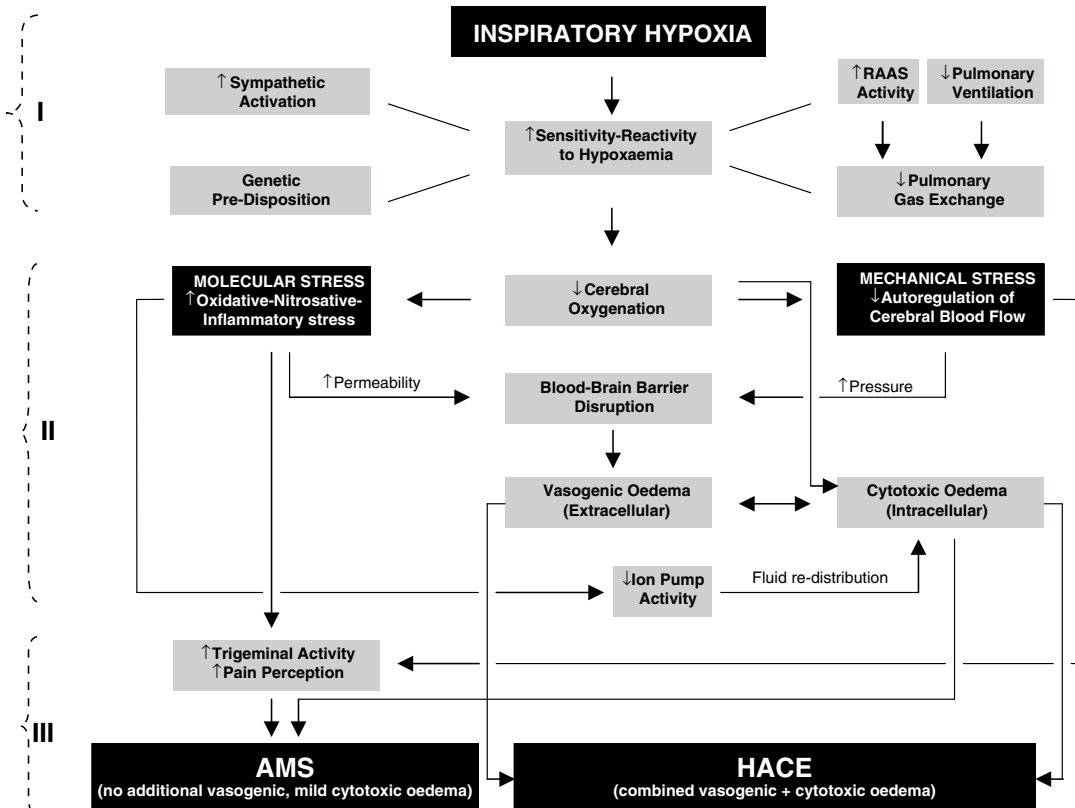 INSPIRATORY HYPOXIA
I
↑Sympathetic
Activation
↑RAAS
Activity
↓Pulmonary
Ventilation
↑Sensitivity-Reactivity
to Hypoxaemia
Genetic
Pre-Disposition
↓Pulmonary
Gas Exchange
II
MOLECULAR STRESS
↑Oxidative-Nitrosative-
Inflammatory stress
↓Cerebral
Oxygenation
MECHANICAL STRESS
↓Autoregulation of
Cerebral Blood Flow
↑Permeability
Blood-Brain Barrier
Disruption
↑Pressure
Vasogenic Oedema
(Extracellular)
Cytotoxic Oedema
(Intracellular)
↓Ion Pump
Activity
Fluid re-distribution
III
↑Trigeminal Activity
↑Pain Perception
AMS
(no additional vasogenic, mild cytotoxic oedema)
HACE
(combined vasogenic + cytotoxic oedema)